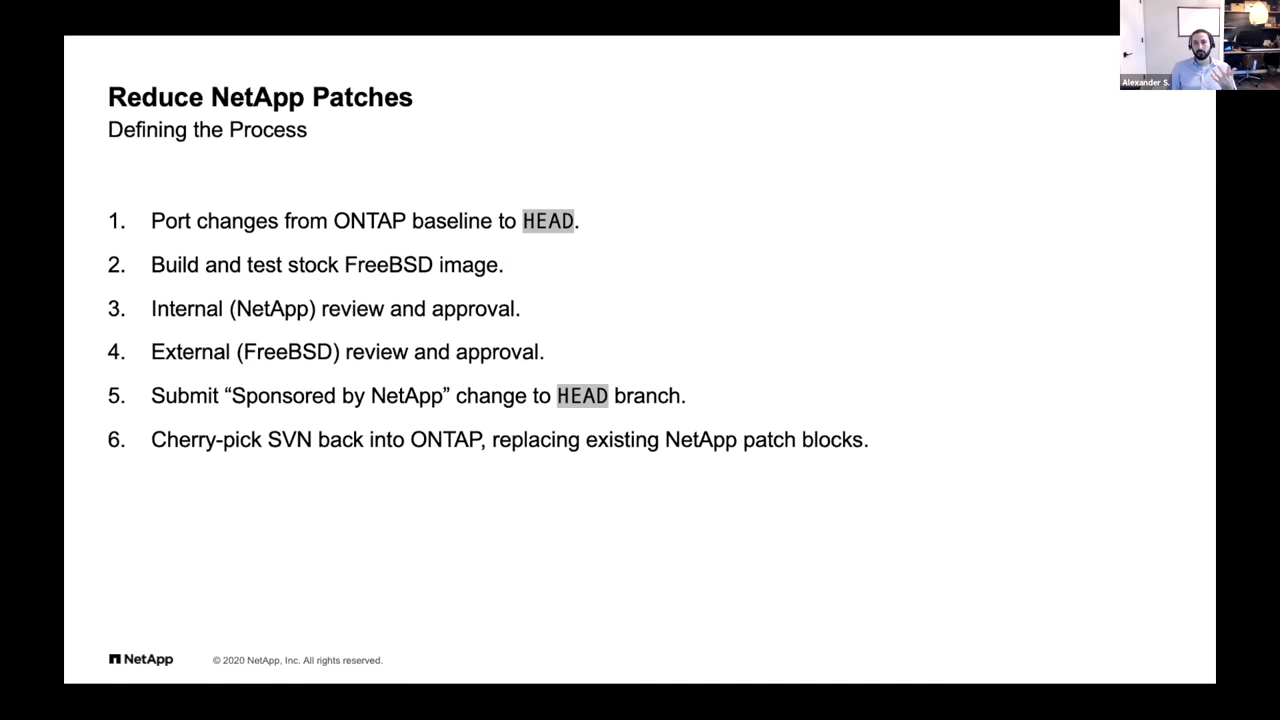 Alexander S.
Reduce NetApp Patches
Defining the Process
1. Port changes from ONTAP baseline to HEAD.
2. Build and test stock FreeBSD image.
3. Internal (NetApp) review and approval.
4. External (FreeBSD) review and approval.
5. Submit “Sponsored by NetApp” change to HEAD branch.
6. Cherry-pick SVN back into ONTAP, replacing existing NetApp patch blocks.
NetApp
© 2020 NetApp, Inc. All rights reserved.